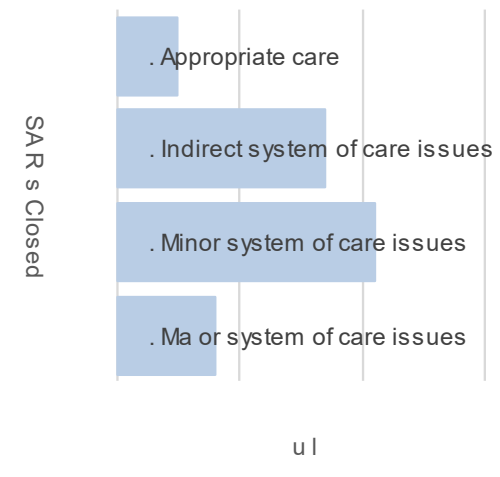 SAR s Closed
. Appropriate care
. Indirect system of care issues
. Minor system of care issues
. Ma or system of care issues
u l